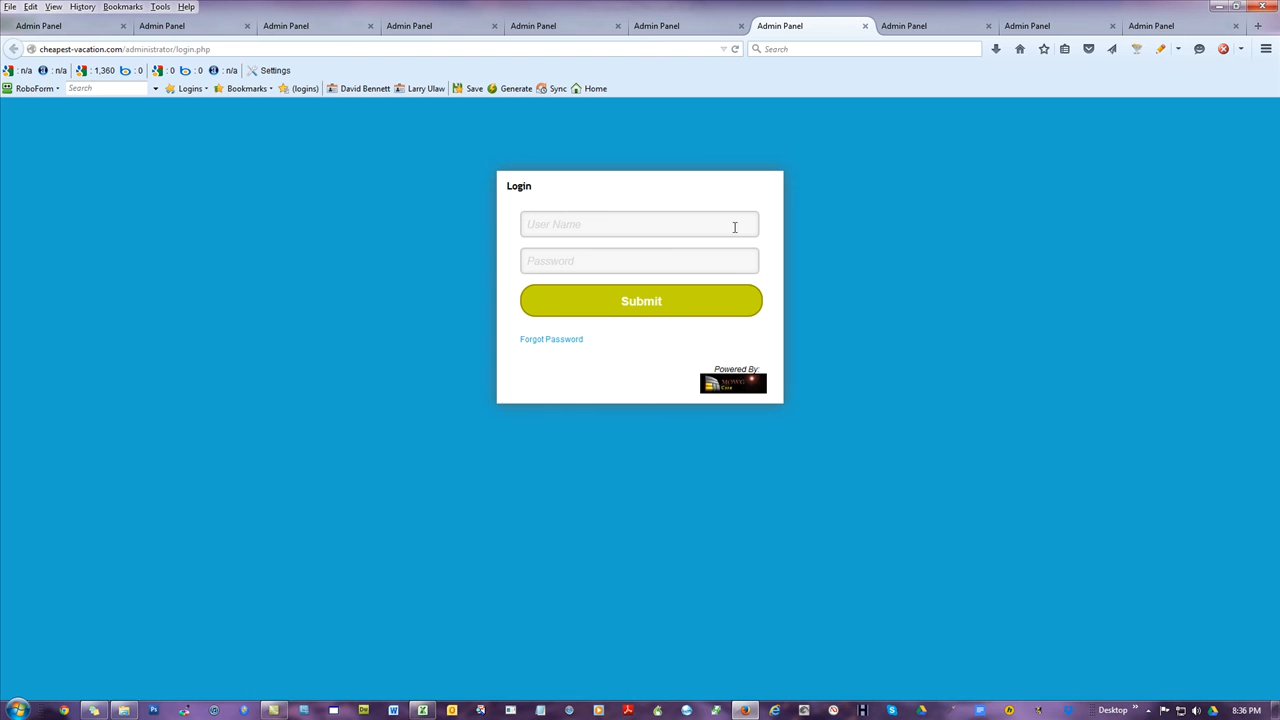 File Edit View History Bookmarks Tools Help
Admin Panel Admin Panel Admin Panel Admin Panel Admin Panel Admin Panel Admin Panel Admin Panel Admin Panel Admin Panel
cheapest-vacation.com/administrator/login.php Search
: n/a : n/a : 1,360 : 0 : 0 : 0 : n/a Settings
RoboForm Search Logins Bookmarks (logins) David Bennett Larry Ulaw Save Generate Sync Home
Login
User Name
Password
Submit
Forgot Password
Powered By:
Desktop 8:36 PM